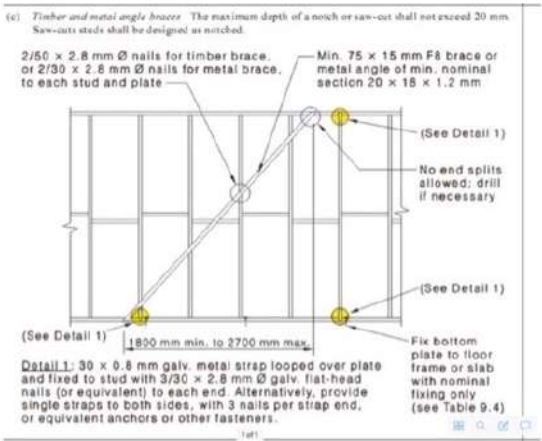 (c) Timber and metal angle braces The maximum depth of a notch or saw-cut shall not exceed 20 mm
Saw-cuts studs shall be designed as notched.
2/50 x 2.8 mm Ø nails for timber brace,
or 2/30 x 2.8 mm Ø nails for metal brace,
to each stud and plate
Min. 75 x 15 mm F8 brace or
metal angle of min. nominal
section 20 x 18 x 1.2 mm
(See Detail 1)
No end splits
allowed; drill
if necessary
(See Detail 1)
(See Detail 1)
1800 mm min. to 2700 mm max.
Fix bottom
plate to floor
frame or slab
with nominal
fixing only
(see Table 9.4)
Detail 1: 30 x 0.8 mm galv. metal strap looped over plate
and fixed to stud with 3/30 x 2.8 mm Ø galv. flat-head
nails (or equivalent) to each end. Alternatively, provide
single straps to both sides, with 3 nails per strap end,
or equivalent anchors or other fasteners.
1 of 1